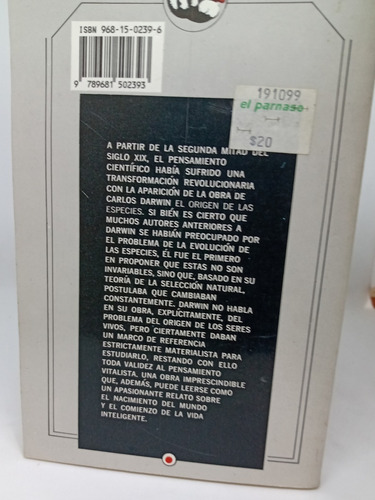 ISBN 968-15-0239-6
9 789681 502393
191099
el parnaso
$20
A PARTIR DE LA SEGUNDA MITAD DEL
SIGLO XIX, EL PENSAMIENTO
CIENTÍFICO HABÍA SUFRIDO UNA
TRANSFORMACIÓN REVOLUCIONARIA
CON LA APARICIÓN DE LA OBRA DE
CARLOS DARWIN EL ORIGEN DE LAS
ESPECIES. SI BIEN ES CIERTO QUE
MUCHOS AUTORES ANTERIORES A
DARWIN SE HABÍAN PREOCUPADO POR
EL PROBLEMA DE LA EVOLUCIÓN DE
LAS ESPECIES, ÉL FUE EL PRIMERO
EN PROPONER QUE ESTAS NO SON
INVARIABLES, SINO QUE, BASADO EN SU
TEORÍA DE LA SELECCIÓN NATURAL,
POSTULABA QUE CAMBIABAN
CONSTANTEMENTE. DARWIN NO HABLA
EN SU OBRA, EXPLÍCITAMENTE, DEL
PROBLEMA DEL ORIGEN DE LOS SERES
VIVOS, PERO CIERTAMENTE DABAN
UN MARCO DE REFERENCIA
ESTRICTAMENTE MATERIALISTA PARA
ESTUDIARLO, RESTANDO CON ELLO
TODA VALIDEZ AL PENSAMIENTO
VITALISTA. UNA OBRA IMPRESCINDIBLE
QUE, ADEMÁS, PUEDE LEERSE COMO
UN APASIONANTE RELATO SOBRE
EL NACIMIENTO DEL MUNDO
Y EL COMIENZO DE LA VIDA
INTELIGENTE.